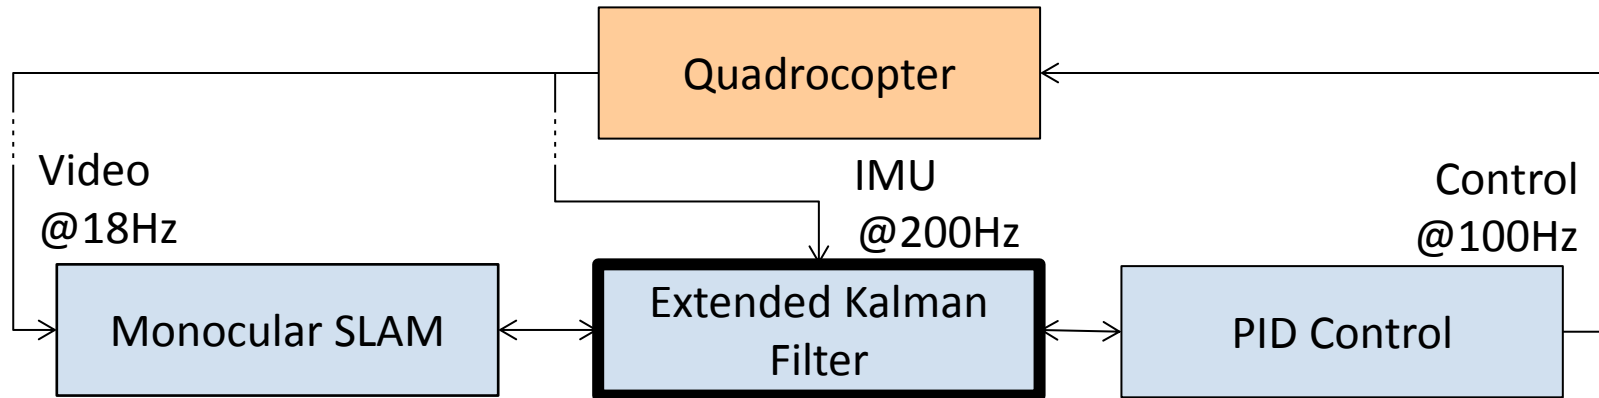 Quadrocopter
Video
@18Hz
IMU
@200Hz
Control
@100Hz
Monocular SLAM
Extended Kalman
Filter
PID Control